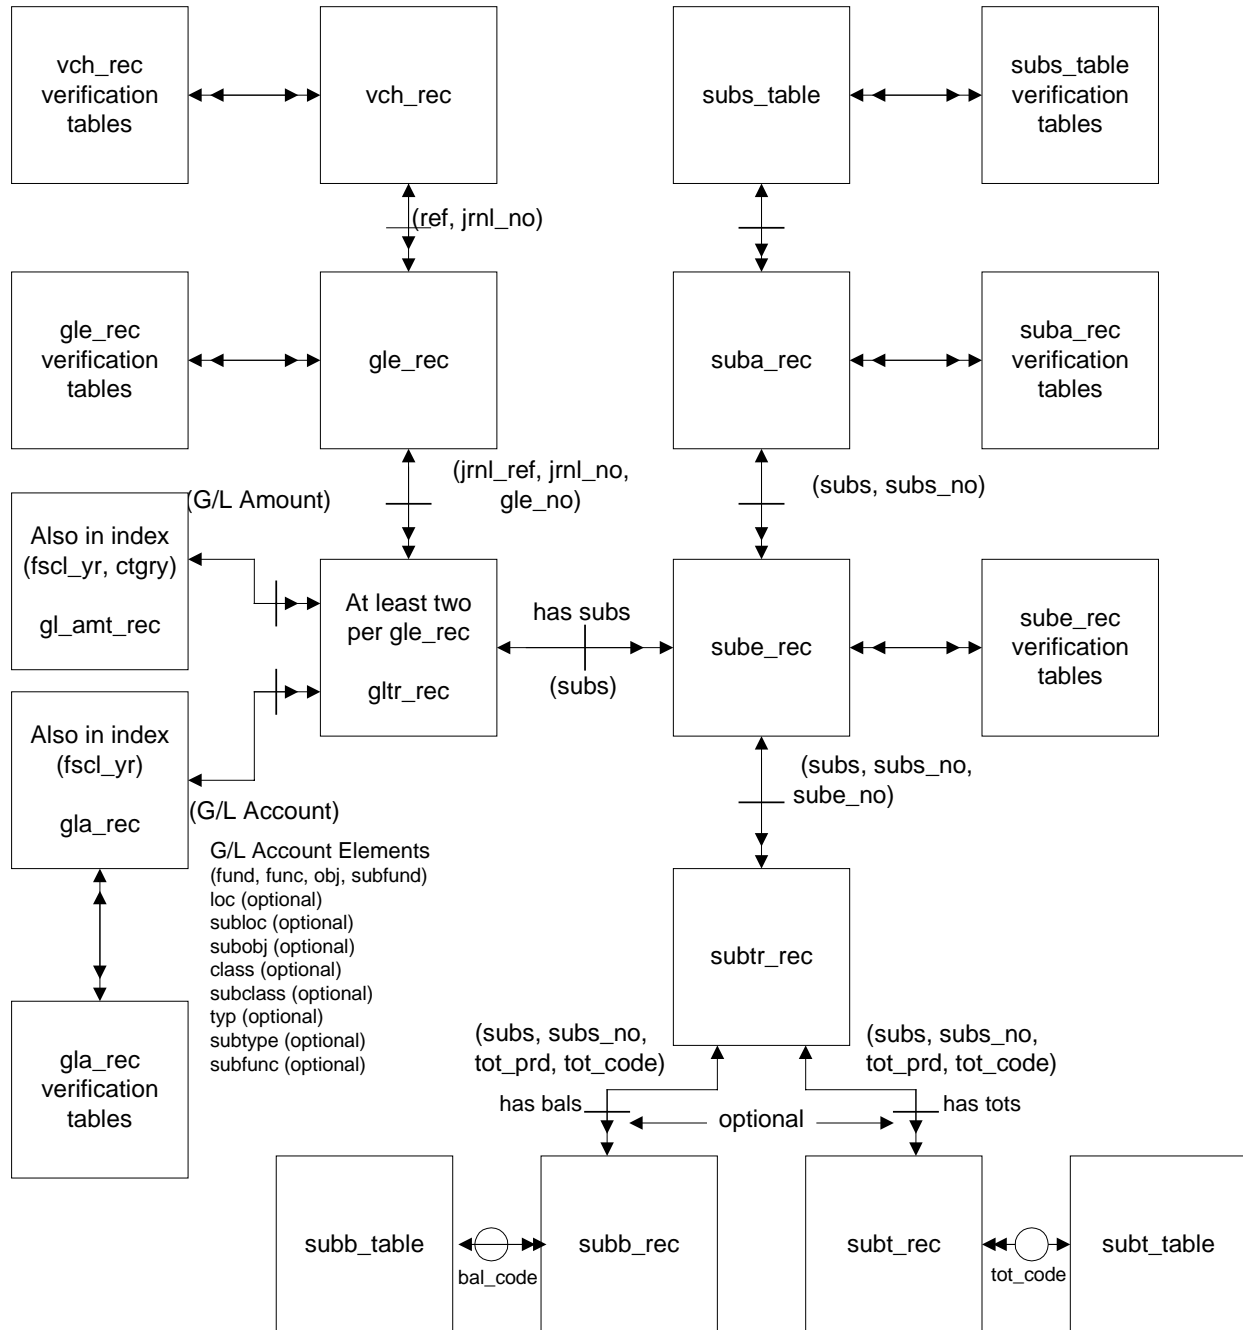 vch_rec
verification
tables
vch_rec
subs_table
subs_table
verification
tables
(ref, jrnl_no)
gle_rec
verification
tables
gle_rec
suba_rec
suba_rec
verification
tables
(jrnl_ref, jrnl_no,
gle_no)
(subs, subs_no)
(G/L Amount)
Also in index
(fscl_yr, ctgry)
gl_amt_rec
At least two
per gle_rec
gltr_rec
has subs
(subs)
sube_rec
sube_rec
verification
tables
Also in index
(fscl_yr)
gla_rec
(G/L Account)
(subs, subs_no,
sube_no)
G/L Account Elements
(fund, func, obj, subfund)
loc (optional)
subloc (optional)
subobj (optional)
class (optional)
subclass (optional)
typ (optional)
subtype (optional)
subfunc (optional)
subtr_rec
gla_rec
verification
tables
(subs, subs_no,
tot_prd, tot_code)
(subs, subs_no,
tot_prd, tot_code)
has bals
optional
has tots
subb_table
bal_code
subb_rec
subt_rec
tot_code
subt_table